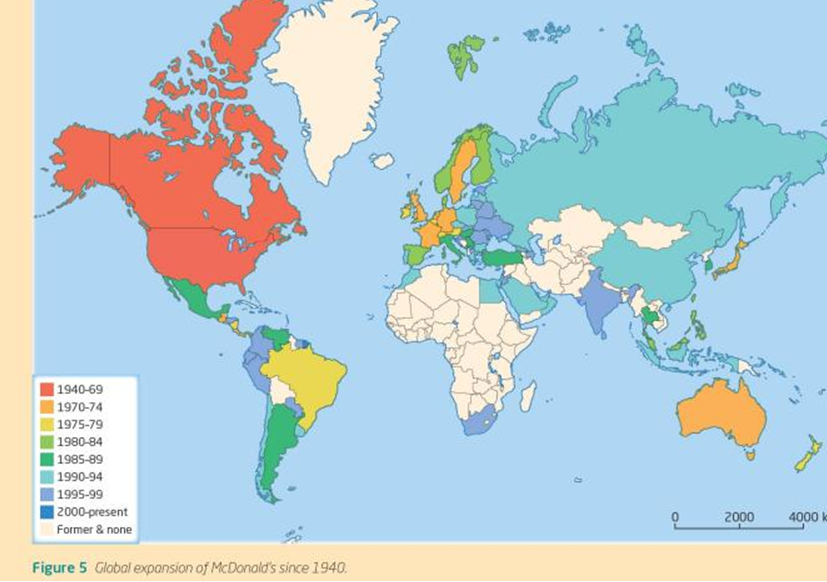 1940-69
1970-74
1975-79
1980-84
1985-89
1990-94
1995-99
2000-present
Former & none
0 2000 4000 k
Figure 5 Global expansion of McDonald's since 1940.